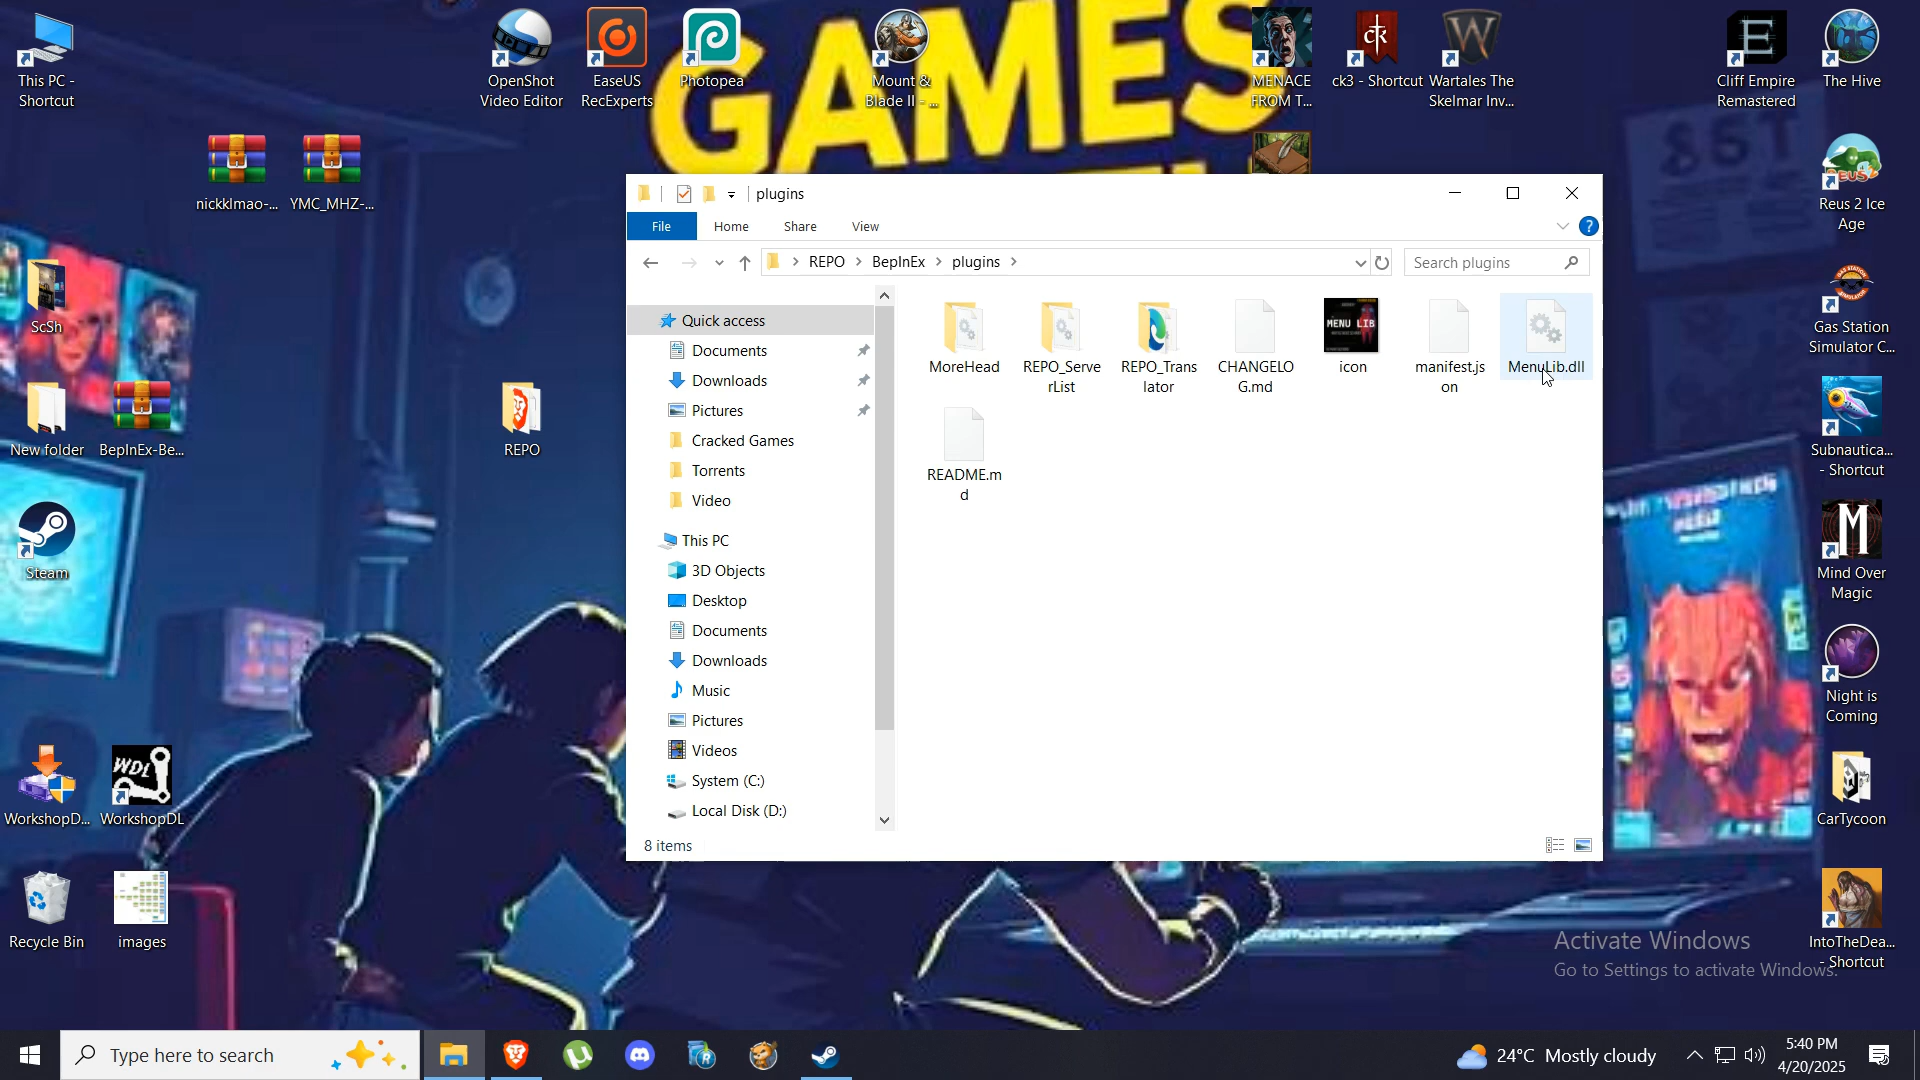 GAMES
This PC -
Shortcut
OpenShot
Video Editor
EaseUS
RecExperts
Photopea
Mount &
Blade II - ...
MENACE
FROM T...
ck3 - Shortcut
Wartales The
Skelmar Inv...
Cliff Empire
Remastered
The Hive
nickklmao-...
YMC_MHZ-...
Reus 2 Ice
Age
ScSh
Gas Station
Simulator C...
New folder
BepInEx-Be...
REPO
Subnautica...
- Shortcut
Steam
Mind Over
Magic
Night is
Coming
WorkshopD...
WDL
WorkshopDL
CarTycoon
Recycle Bin
images
IntoTheDea...
- Shortcut
plugins
File
Home
Share
View
REPO
BepInEx
plugins
Search plugins
Quick access
Documents
Downloads
Pictures
Cracked Games
Torrents
Video
This PC
3D Objects
Desktop
Documents
Downloads
Music
Pictures
Videos
System (C:)
Local Disk (D:)
MoreHead
REPO_Serve
rList
REPO_Trans
lator
CHANGELO
G.md
MENU LIB
icon
manifest.js
on
MenuLib.dll
README.m
d
8 items
Activate Windows
Go to Settings to activate Windows.
Type here to search
24°C Mostly cloudy
5:40 PM
4/20/2025